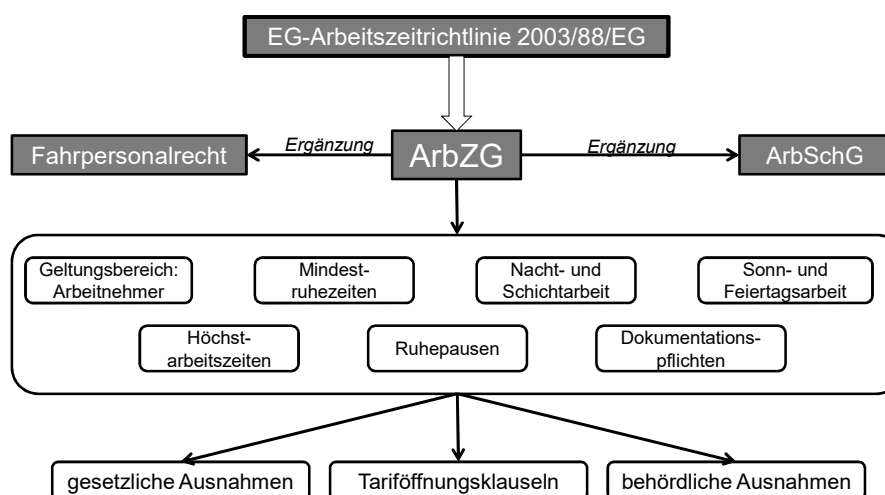 EG-Arbeitszeitrichtlinie 2003/88/EG
Ergänzung
Ergänzung
Fahrpersonalrecht
ArbZG
ArbSchG
Geltungsbereich:
Arbeitnehmer
Mindest-
ruhezeiten
Nacht- und
Schichtarbeit
Sonn- und
Feiertagsarbeit
Höchst-
arbeitszeiten
Ruhepausen
Dokumentations-
pflichten
gesetzliche Ausnahmen
Tariföffnungsklauseln
behördliche Ausnahmen